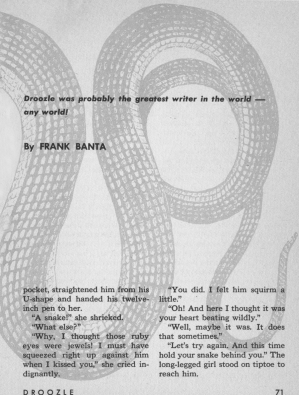 Droozle was probably the greatest writer in the world —
any world!
By FRANK BANTA
pocket, straightened him from his
U-shape and handed his twelve-
inch pen to her.
"A snake!" she shrieked.
"What else?"
"Why, I thought those ruby
eyes were jewels! I must have
squeezed right up against him
when I kissed you," she cried in-
dignantly.
"You did. I felt him squirm a
little."
"Oh! And here I thought it was
your heart beating wildly."
"Well, maybe it was. It does
that sometimes."
"Let's try again. And this time
hold your snake behind you." The
long-legged girl stood on tiptoe to
reach him.
DROOZLE
71